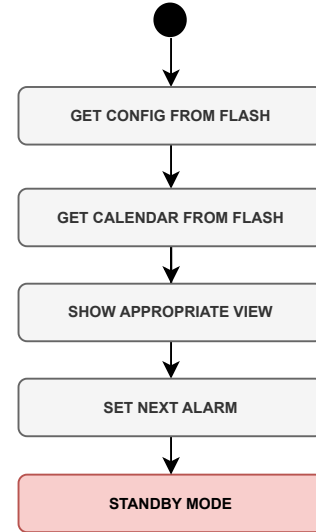 GET CONFIG FROM FLASH
GET CALENDAR FROM FLASH
SHOW APPROPRIATE VIEW
SET NEXT ALARM
STANDBY MODE